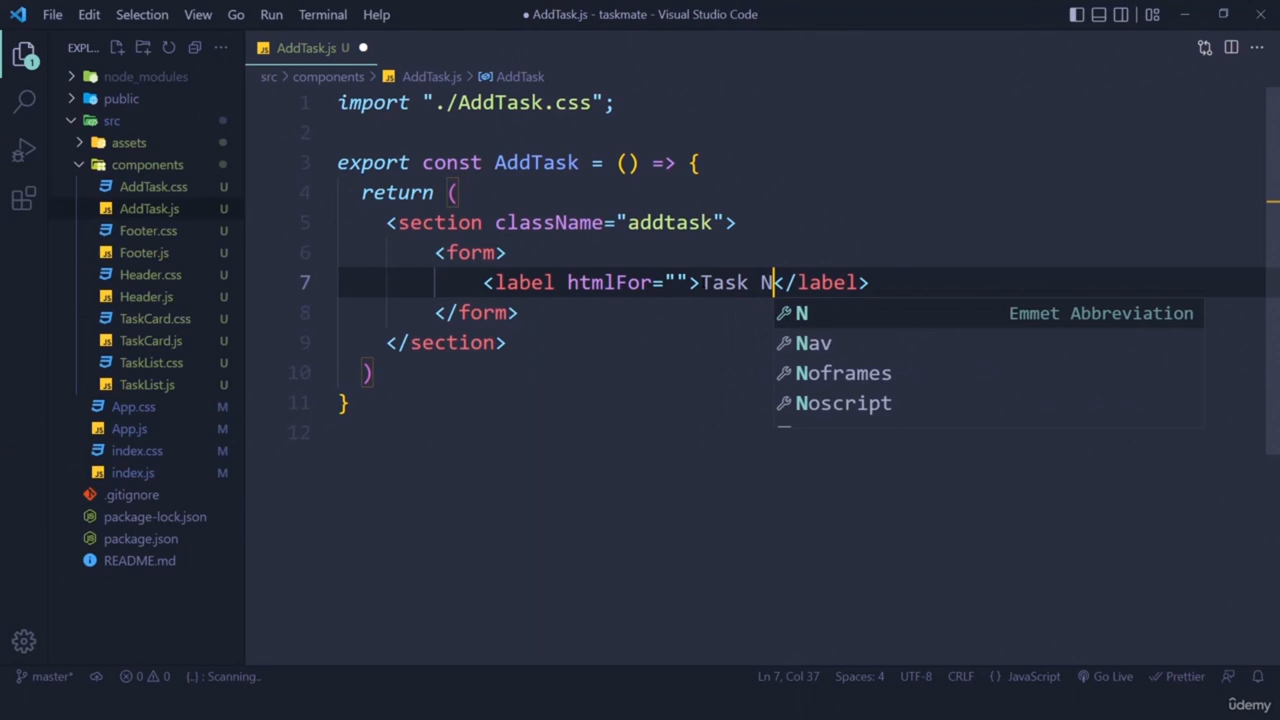 File Edit Selection View Go Run Terminal Help
● AddTask.js - taskmate - Visual Studio Code
EXPL...
1
AddTask.js U
src > components > AddTask.js > AddTask
node_modules
public
src
assets
components
AddTask.css U
AddTask.js U
Footer.css U
Footer.js U
Header.css U
Header.js U
TaskCard.css U
TaskCard.js U
TaskList.css U
TaskList.js U
App.css M
App.js M
index.css M
index.js M
.gitignore
package-lock.json
package.json
README.md
1 import "./AddTask.css";
2
3 export const AddTask = () => {
4 return (
5 <section className="addtask">
6 <form>
7 <label htmlFor="">Task N</label>
8 </form>
9 </section>
10 )
11 }
12
N Emmet Abbreviation
Nav
Noframes
Noscript
master* 0 0 {..} : Scanning..
Ln 7, Col 37 Spaces: 4 UTF-8 CRLF {} JavaScript Go Live Prettier
ûdemy